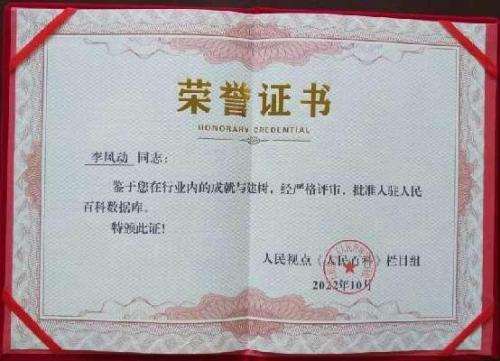 荣誉证书
HONORARY CREDENTIAL
李风动 同志：
鉴于您在行业内的成就与建树，经严格评审，批准入驻人民
百科数据库。
特颁此证！
人民视点《人民百科》栏目组
2022年10月